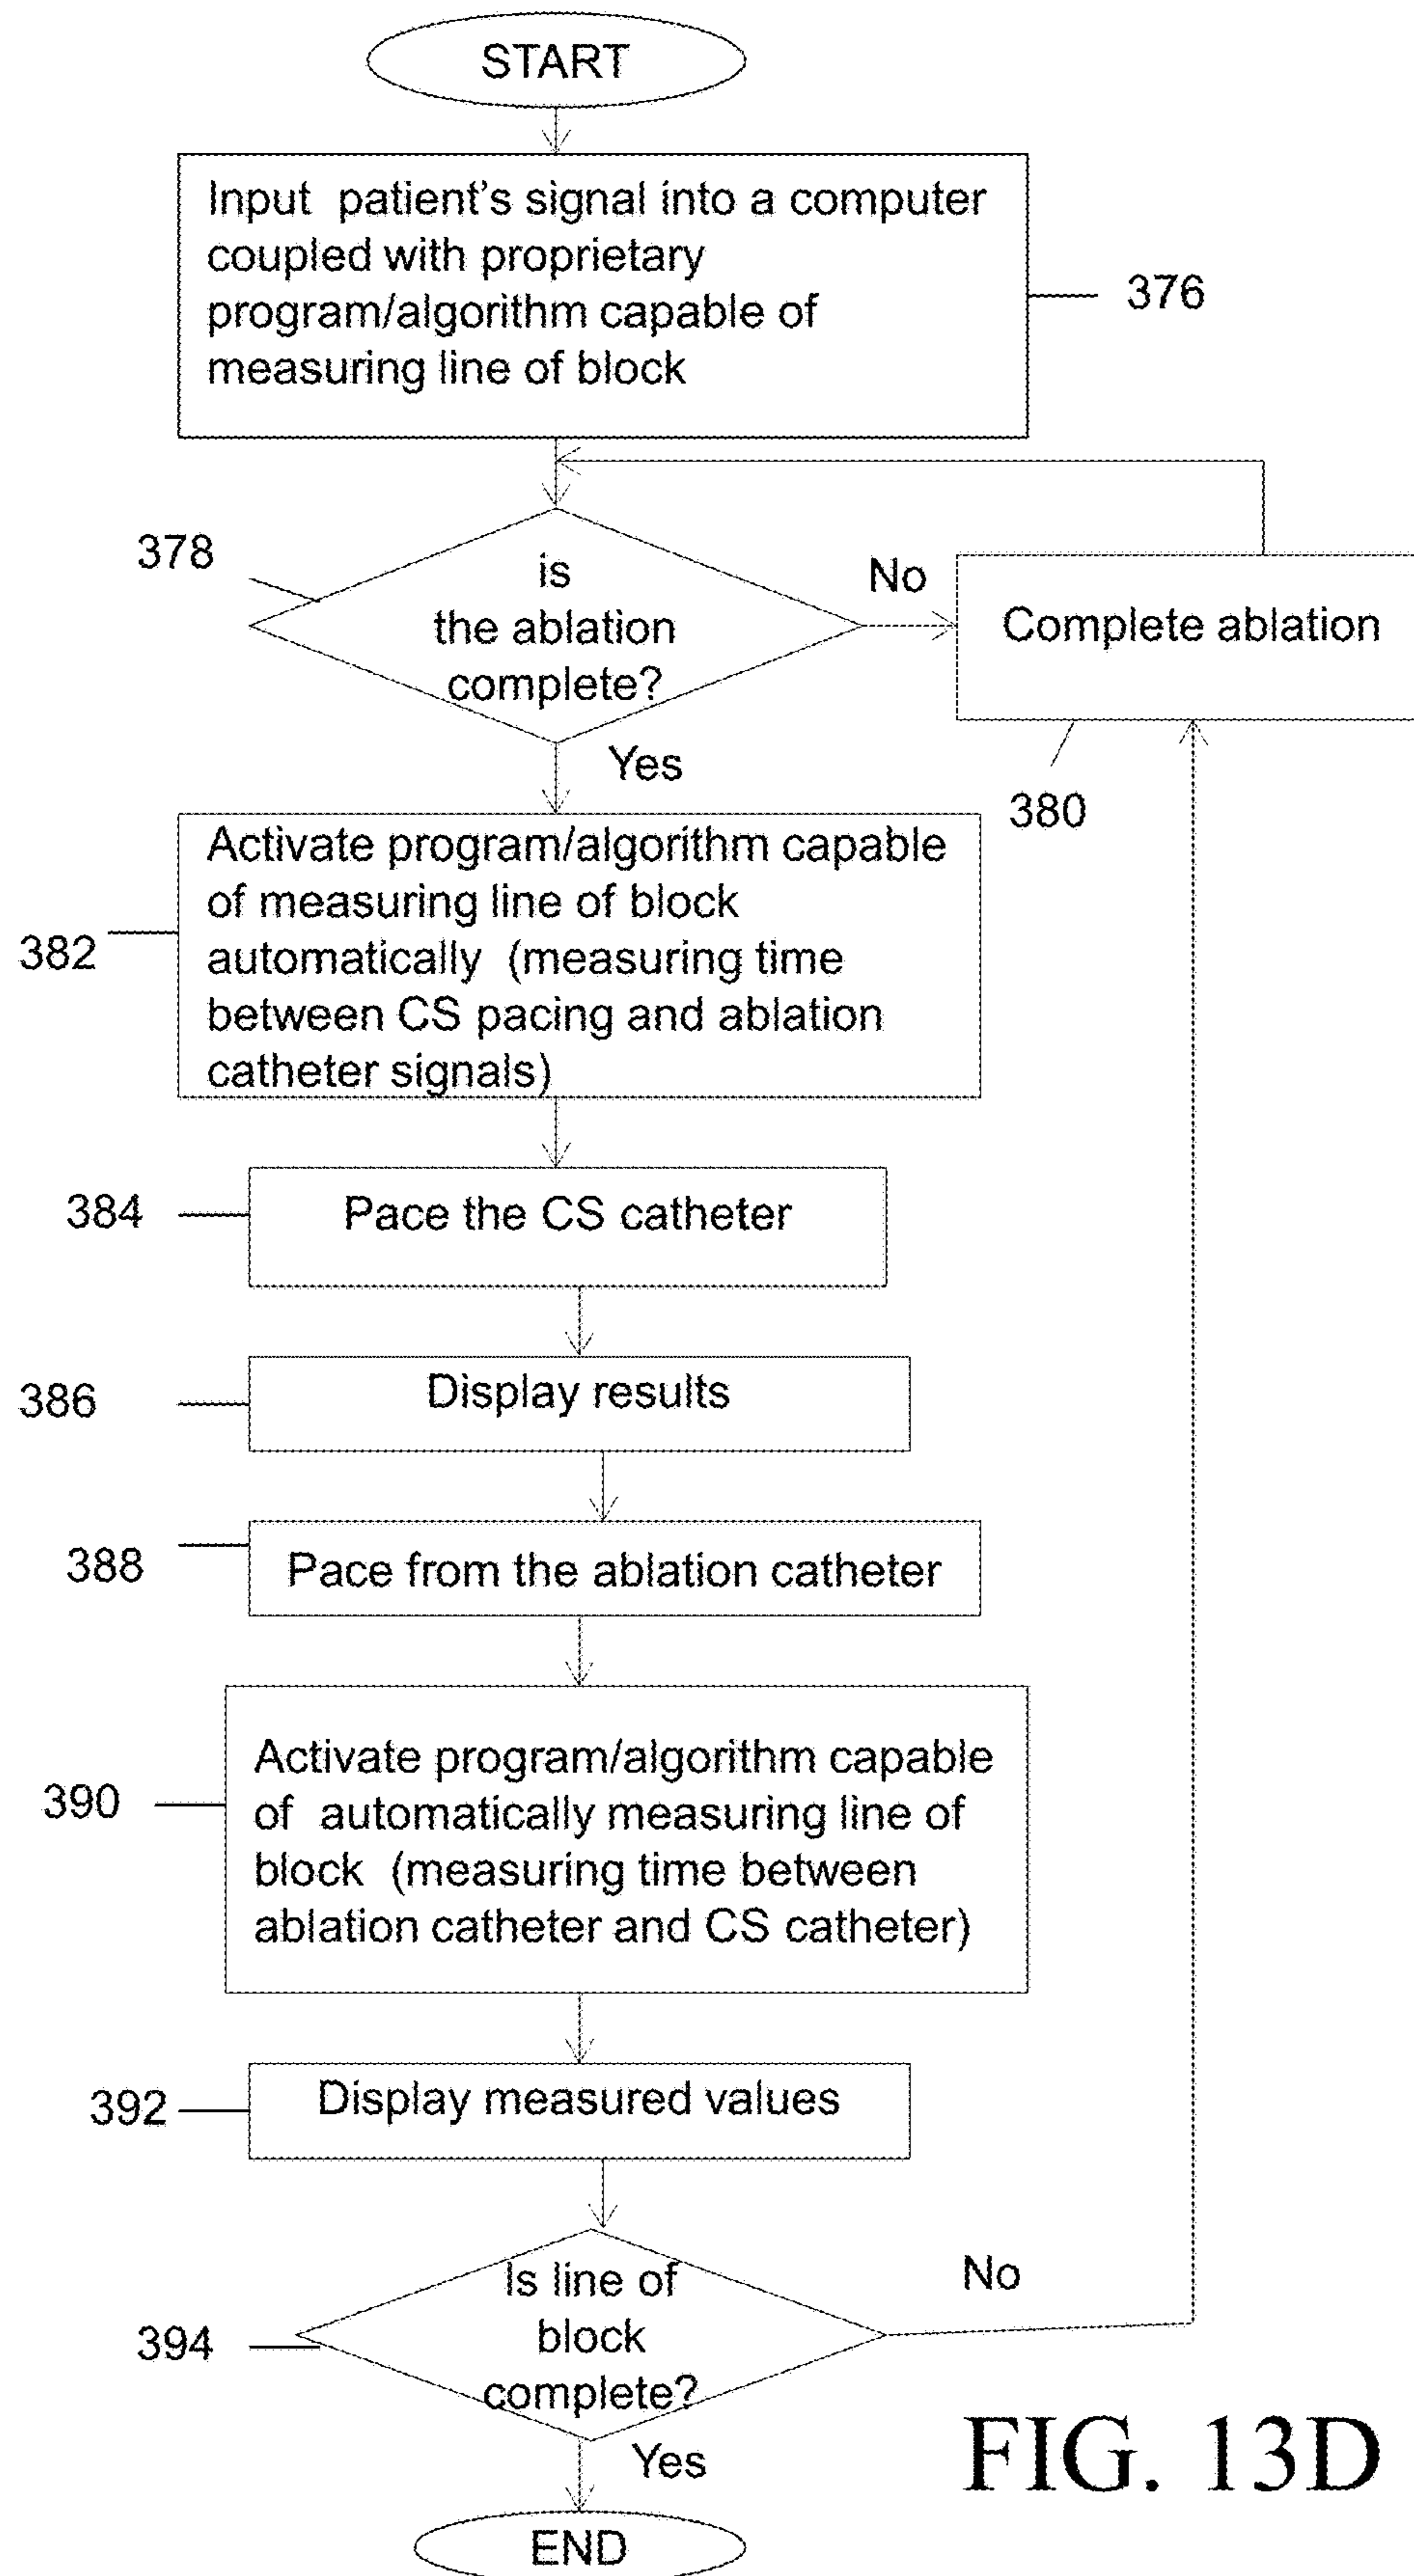 START
Input patient's signal into a computer
coupled with proprietary
program/algorithm capable of
measuring line of block
376
378
is
the ablation
complete?
No
Complete ablation
380
Yes
Activate program/algorithm capable
of measuring line of block
automatically (measuring time
between CS pacing and ablation
catheter signals)
382
384
Pace the CS catheter
386
Display results
388
Pace from the ablation catheter
390
Activate program/algorithm capable
of automatically measuring line of
block (measuring time between
ablation catheter and CS catheter)
392
Display measured values
394
Is line of
block
complete?
No
Yes
END
FIG. 13D